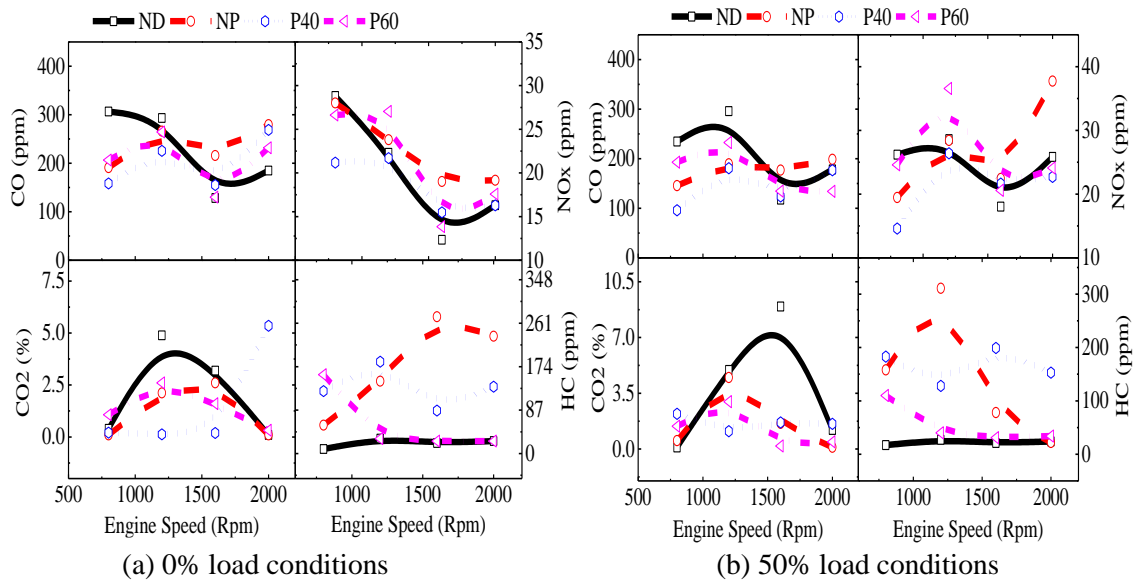 ND NP P40 P60
ND NP P40 P60
400
300
200
100
0
CO (ppm)
35
30
25
20
15
10
NOx (ppm)
7.5
5.0
2.5
0.0
CO2 (%)
348
261
174
87
0
HC (ppm)
500 1000 1500 2000
1000 1500 2000
Engine Speed (Rpm)
Engine Speed (Rpm)
(a) 0% load conditions
400
300
200
100
0
CO (ppm)
40
30
20
10
NOx (ppm)
10.5
7.0
3.5
0.0
CO2 (%)
300
200
100
0
HC (ppm)
500 1000 1500 2000
1000 1500 2000
Engine Speed (Rpm)
Engine Speed (Rpm)
(b) 50% load conditions